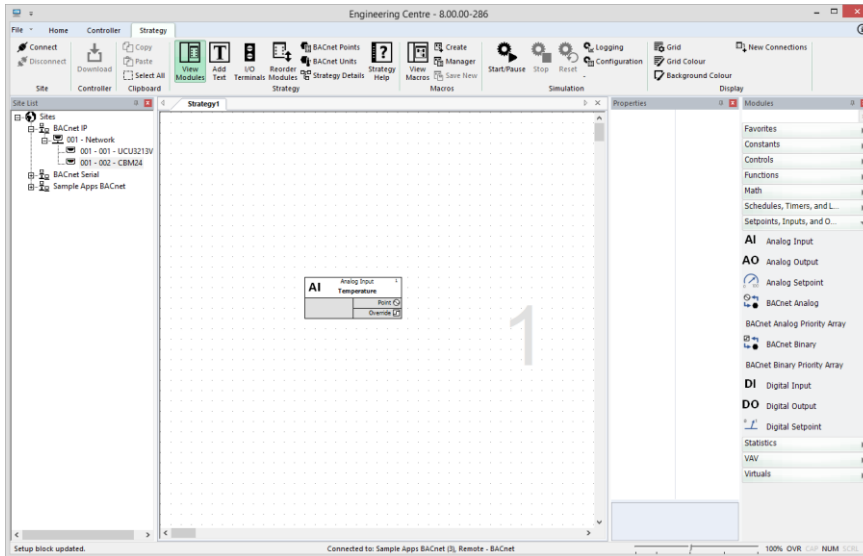 Engineering Centre - 8.00.00-286
File Home Controller Strategy
Connect
Disconnect
Site
Download
Controller
Copy
Paste
Select All
Clipboard
View Modules
Add Text
I/O Terminals
Reorder Modules
BACnet Points
BACnet Units
Strategy Details
Strategy Help
Strategy
View Macros
Create
Manager
Save New
Macros
Start/Pause
Stop
Reset
Logging
Configuration
Simulation
Grid
Grid Colour
Background Colour
New Connections
Display
Site List
Sites
BACnet IP
001 - Network
001 - 001 - UCU3213V
001 - 002 - CBM24
BACnet Serial
Sample Apps BACnet
Strategy1
AI
Analog Input 1
Temperature
Point
Override
1
Properties
Modules
Favorites
Constants
Controls
Functions
Math
Schedules, Timers, and L...
Setpoints, Inputs, and O...
AI Analog Input
AO Analog Output
Analog Setpoint
BACnet Analog
BACnet Analog Priority Array
BACnet Binary
BACnet Binary Priority Array
DI Digital Input
DO Digital Output
Digital Setpoint
Statistics
VAV
Virtuals
Setup block updated.
Connected to: Sample Apps BACnet (3), Remote - BACnet
100% OVR CAP NUM SCRL